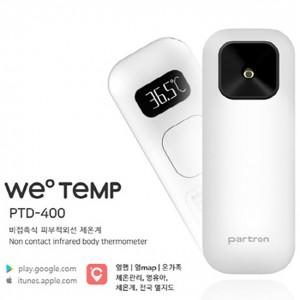 36.5°C
partron
we° TEMP
PTD-400
비접촉식 피부적외선 체온계
Non contact infrared body thermometer
play.google.com
itunes.apple.com
열맵 | 열map | 온가족
체온관리, 영유아,
체온계, 전국 열지도